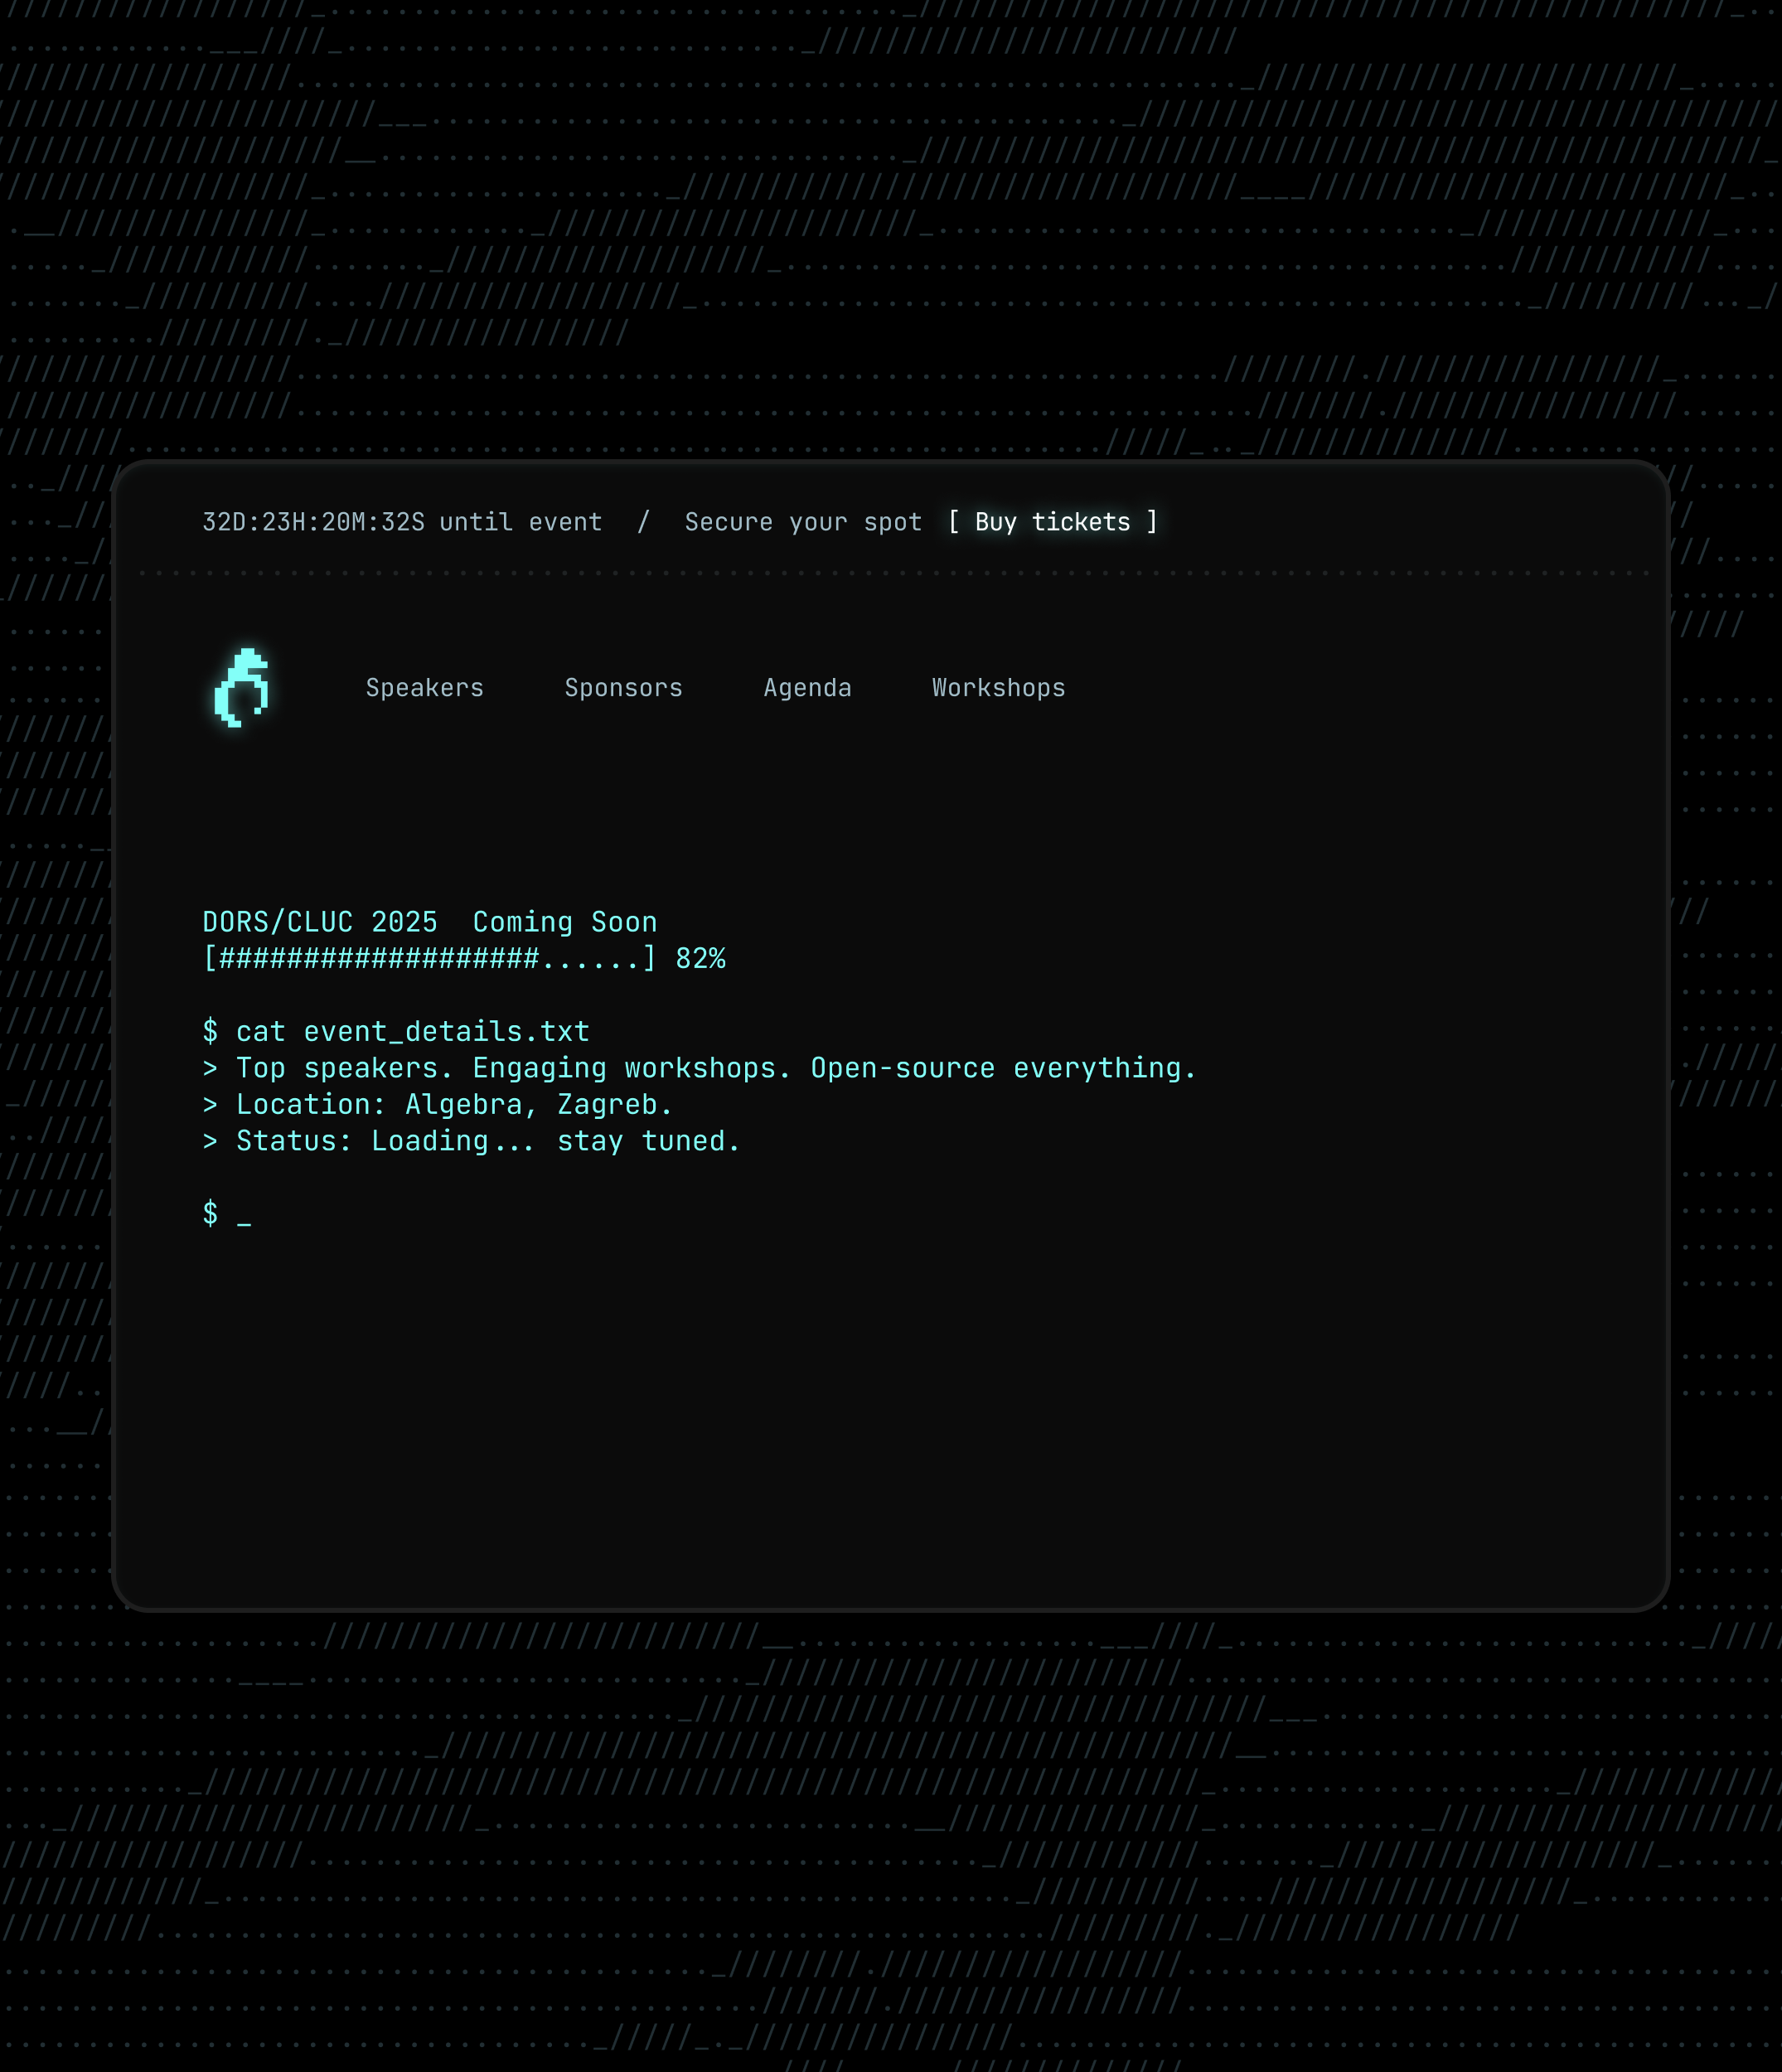 32D:23H:20M:32S until event / Secure your spot [ Buy tickets ]
Speakers Sponsors Agenda Workshops
DORS/CLUC 2025 Coming Soon
[###################......] 82%
$ cat event_details.txt
> Top speakers. Engaging workshops. Open-source everything.
> Location: Algebra, Zagreb.
> Status: Loading... stay tuned.
$ _